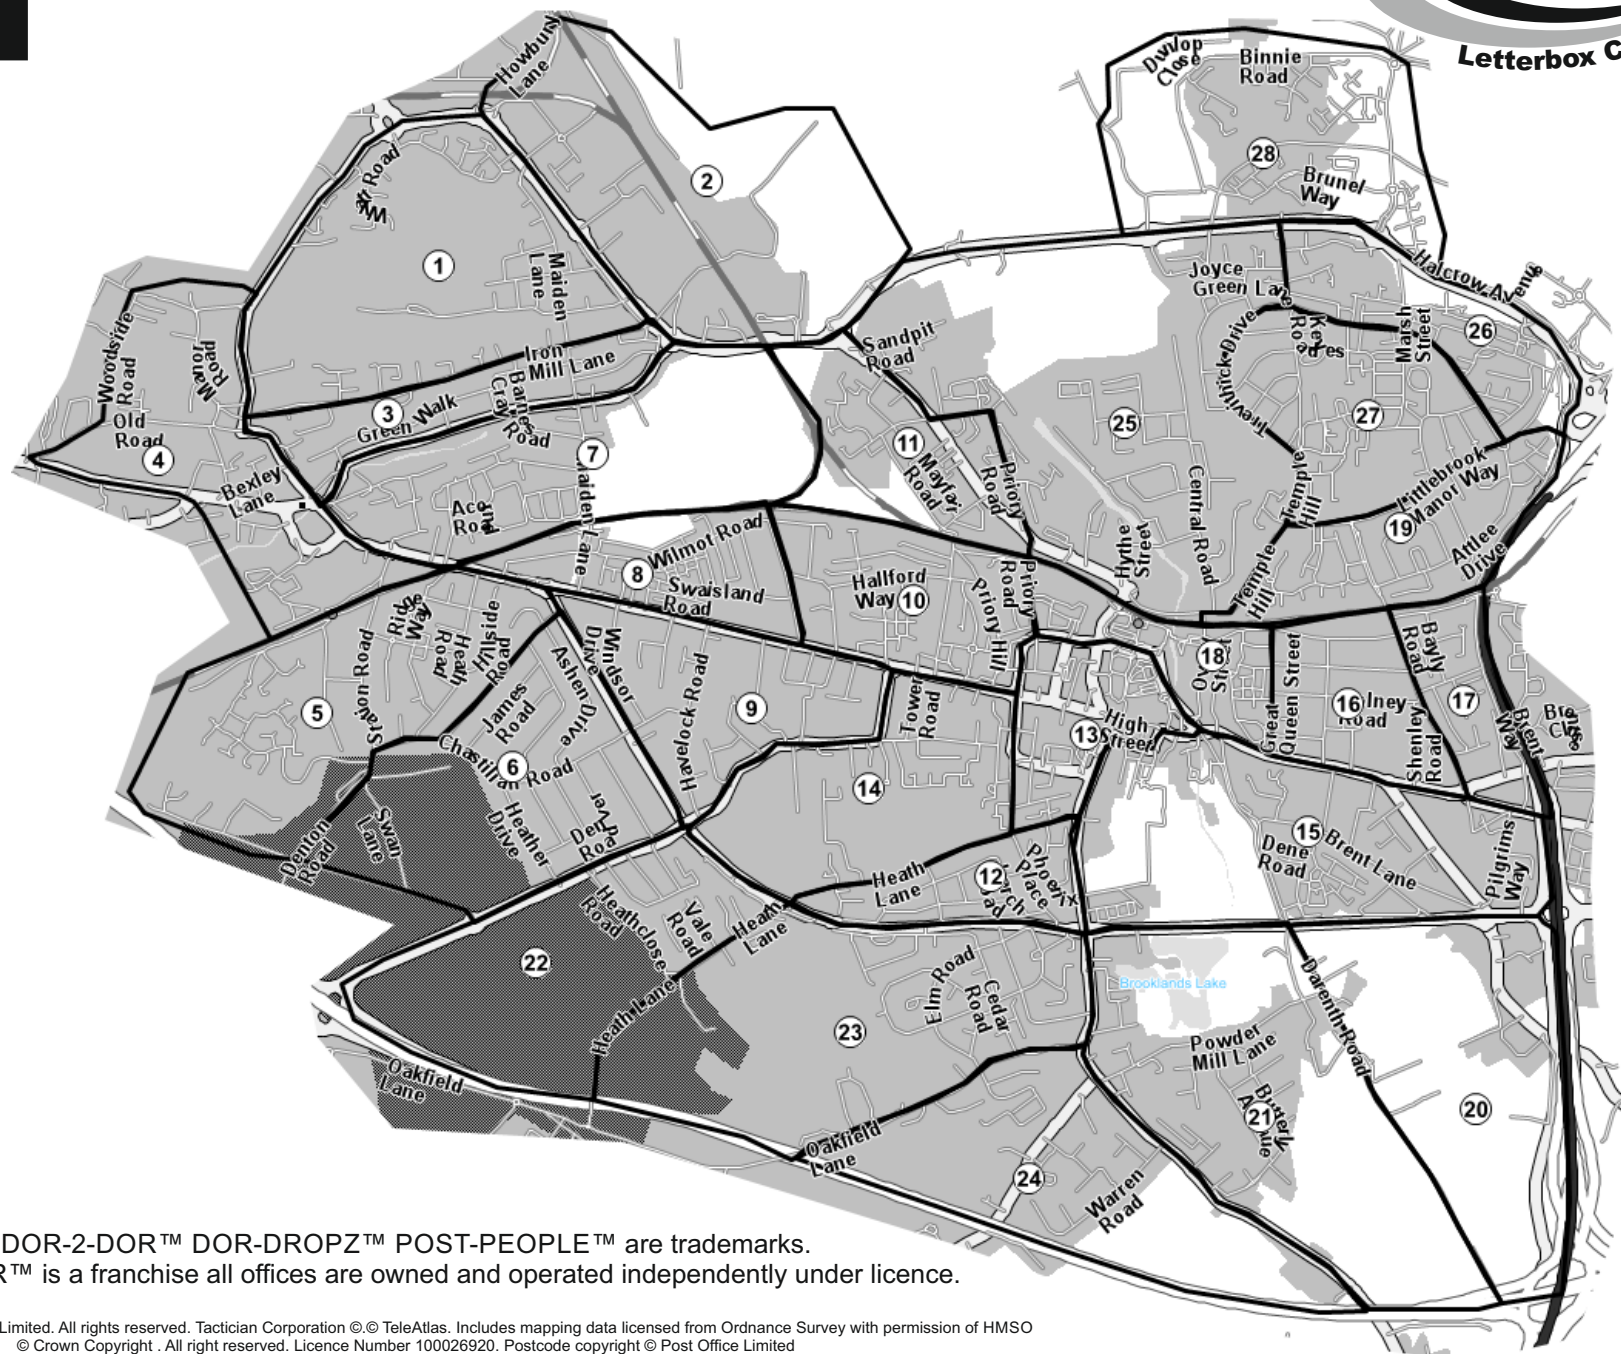 Letterbox C
Howbury
Lane
Dunlop
Close
Binnie
Road
28
Brunel
Way
2
Road
1
Maiden
Lane
Joyce
Green Lane
Halcrow Avenue
26
Marsh
Street
Trevithick Drive
27
Woodside
Road
Manor
Road
Old
Road
4
Iron
Mill Lane
3
Green Walk
Barnes
Cray
Road
Sandpit
Road
25
11
Mayfair
Road
Priory
Road
7
Maiden Lane
Bexley
Lane
Temple
Hill
Littlebrook
Manor Way
19
Attlee
Drive
Central Road
Hythe
Street
Temple
Hill
8
Wilmot Road
Swaisland
Road
Hallford
Way
10
Priory
Road
Priory Hill
Ridge
Way
Heath
Road
Hillside
Road
Station Road
5
James
Road
Ashen Drive
Windsor
Drive
Havelock Road
9
Tower
Road
18
Great
Queen Street
16
Road
Bayly
Road
17
Shenley
Road
Brent
Way
High
Street
13
Chastilian Road
6
14
Denton
Road
Swan
Lane
Heather
Drive
Denver
Road
15
Dene
Road
Brent Lane
Pilgrims
Way
Heath
Lane
12
Phoenix
Place
Heathclose
Road
Vale
Road
Heath
Lane
22
Heath Lane
Elm Road
Cedar
Road
Brooklands Lake
Darenth Road
23
Powder
Mill Lane
21
20
Oakfield
Lane
Oakfield
Lane
24
Warren
Road
DOR-2-DOR™ DOR-DROPZ™ POST-PEOPLE™ are trademarks.
R™ is a franchise all offices are owned and operated independently under licence.
Limited. All rights reserved. Tactician Corporation ©.© TeleAtlas. Includes mapping data licensed from Ordnance Survey with permission of HMSO
© Crown Copyright . All right reserved. Licence Number 100026920. Postcode copyright © Post Office Limited